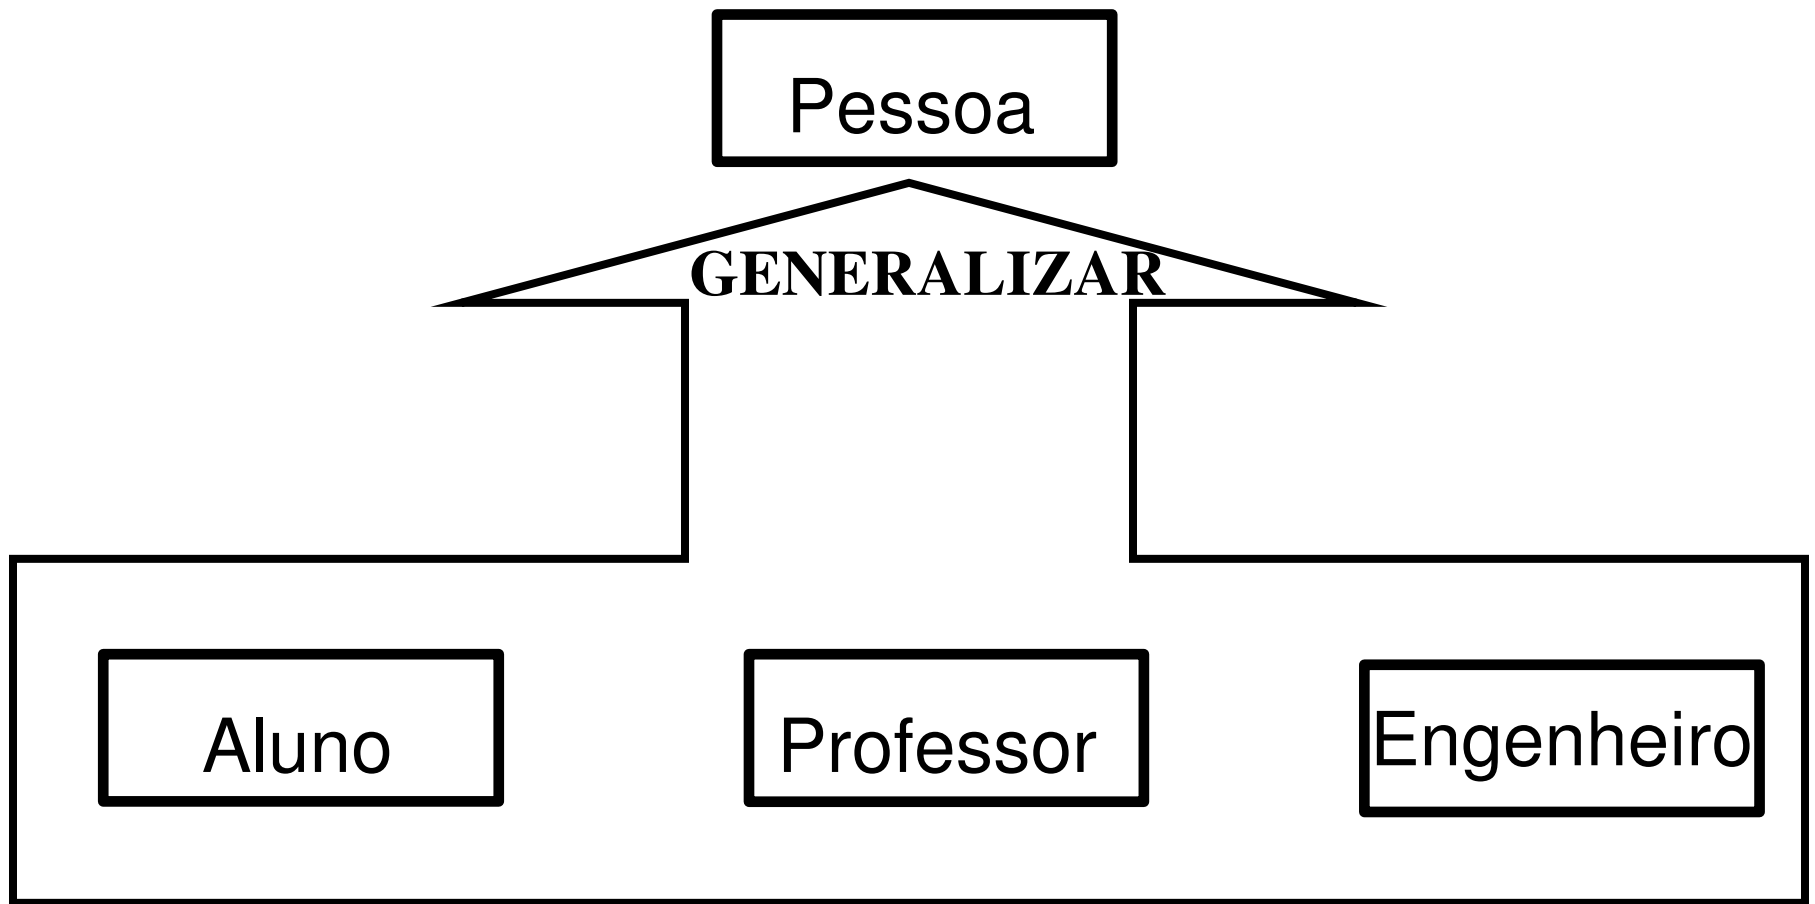 Pessoa
GENERALIZAR
Aluno
Professor
Engenheiro